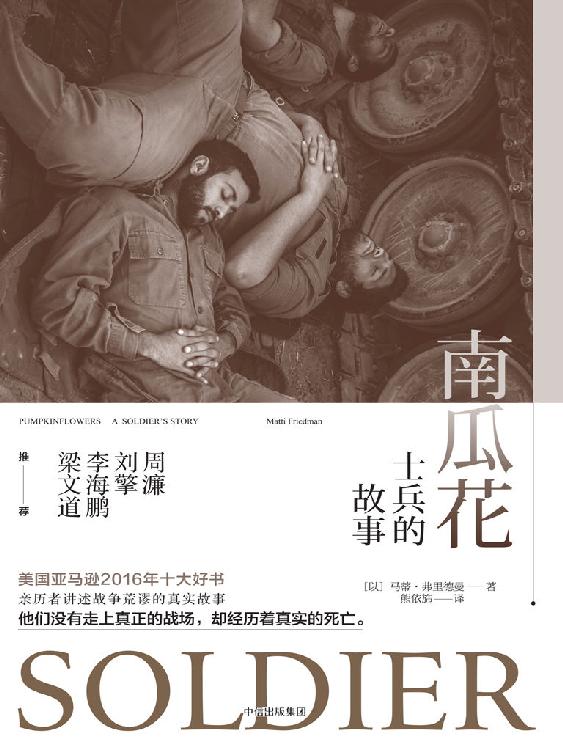 南瓜花
士兵的
故事
PUMPKINFLOWERS A SOLDIER'S STORY
Matti Friedman
推——荐
周濂
刘擎
李海鹏
梁文道
[以] 马蒂·弗里德曼——著
熊依旆——译
美国亚马逊2016年十大好书
亲历者讲述战争荒谬的真实故事
他们没有走上真正的战场，却经历着真实的死亡。
SOLDIER
中信出版集团